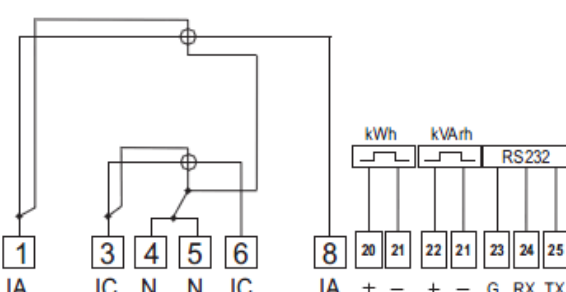 kWh kVArh
RS232
1 3 4 5 6 8 20 21 22 21 23 24 25
IA IC N N IC IA + – + – G RX TX